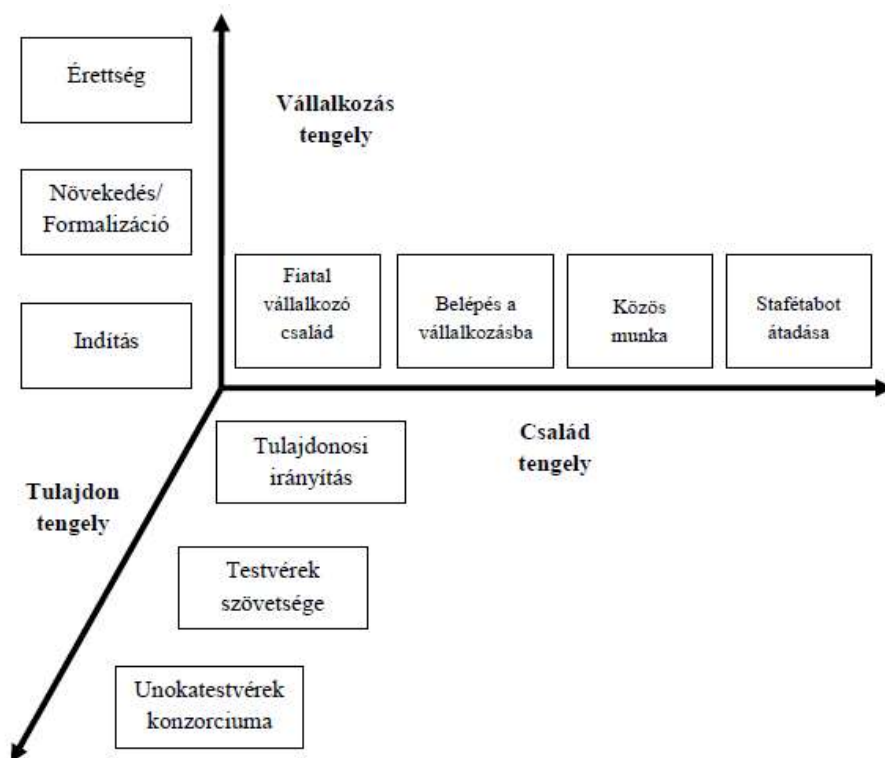 Érettség
Vállalkozás
tengely
Növekedés/
Formalizáció
Indítás
Fiatal
vállalkozó
család
Belépés a
vállalkozásba
Közös
munka
Stafétabot
átadása
Család
tengely
Tulajdonosi
irányítás
Tulajdon
tengely
Testvérek
szövetsége
Unokatestvérek
konzorciuma